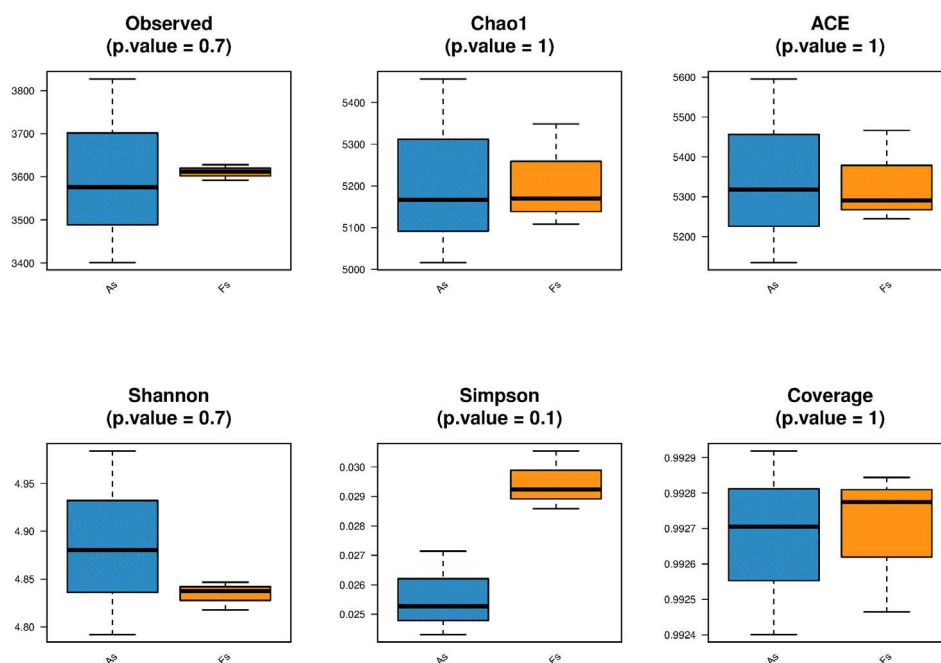 Observed
(p.value = 0.7)
3800
3700
3600
3500
3400
As
Fs
Chao1
(p.value = 1)
5400
5300
5200
5100
5000
As
Fs
ACE
(p.value = 1)
5600
5500
5400
5300
5200
As
Fs
Shannon
(p.value = 0.7)
4.95
4.90
4.85
4.80
As
Fs
Simpson
(p.value = 0.1)
0.030
0.029
0.028
0.027
0.026
0.025
As
Fs
Coverage
(p.value = 1)
0.9929
0.9928
0.9927
0.9926
0.9925
0.9924
As
Fs